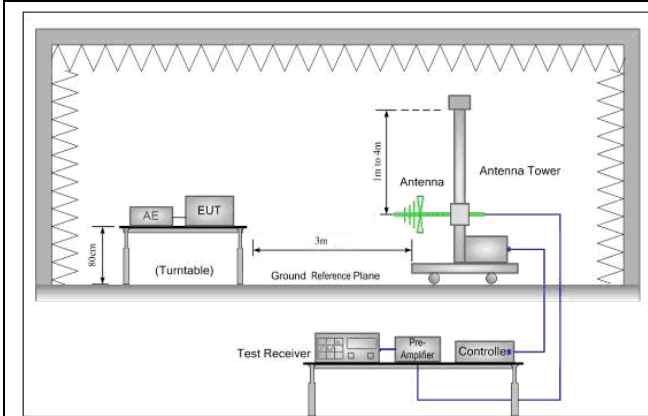 1m to 4m
Antenna
Antenna Tower
AE
EUT
80cm
(Turntable)
3m
Ground Reference Plane
Test Receiver
Pre-
Amplifier
Controller